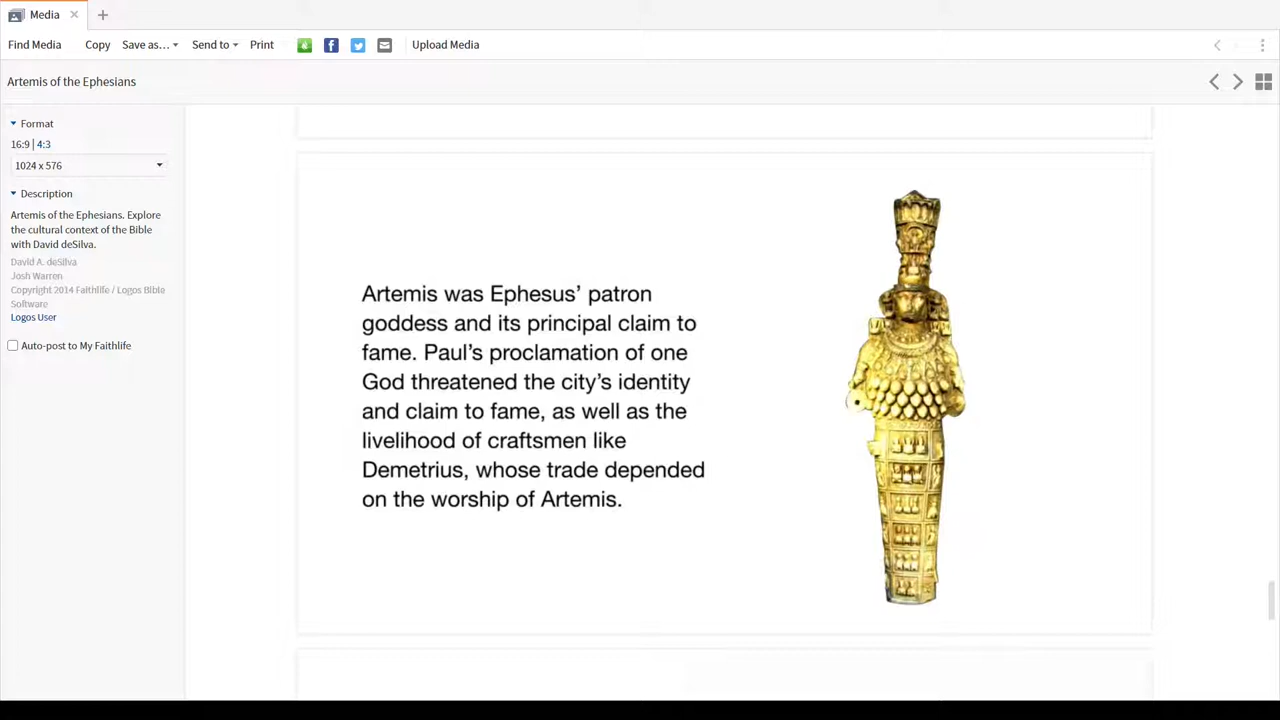 Media
Find Media
Copy
Save as...
Send to
Print
Upload Media
Artemis of the Ephesians
Format
16:9 | 4:3
1024 x 576
Description
Artemis of the Ephesians. Explore
the cultural context of the Bible
with David deSilva.
David A. deSilva
Josh Warren
Copyright 2014 Faithlife / Logos Bible
Software
Logos User
Auto-post to My Faithlife
Artemis was Ephesus’ patron
goddess and its principal claim to
fame. Paul’s proclamation of one
God threatened the city’s identity
and claim to fame, as well as the
livelihood of craftsmen like
Demetrius, whose trade depended
on the worship of Artemis.